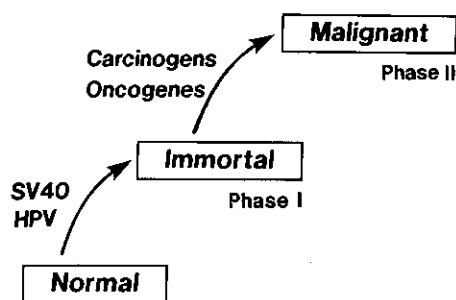 Malignant
Phase II
Carcinogens
Oncogenes
Immortal
Phase I
SV40
HPV
Normal